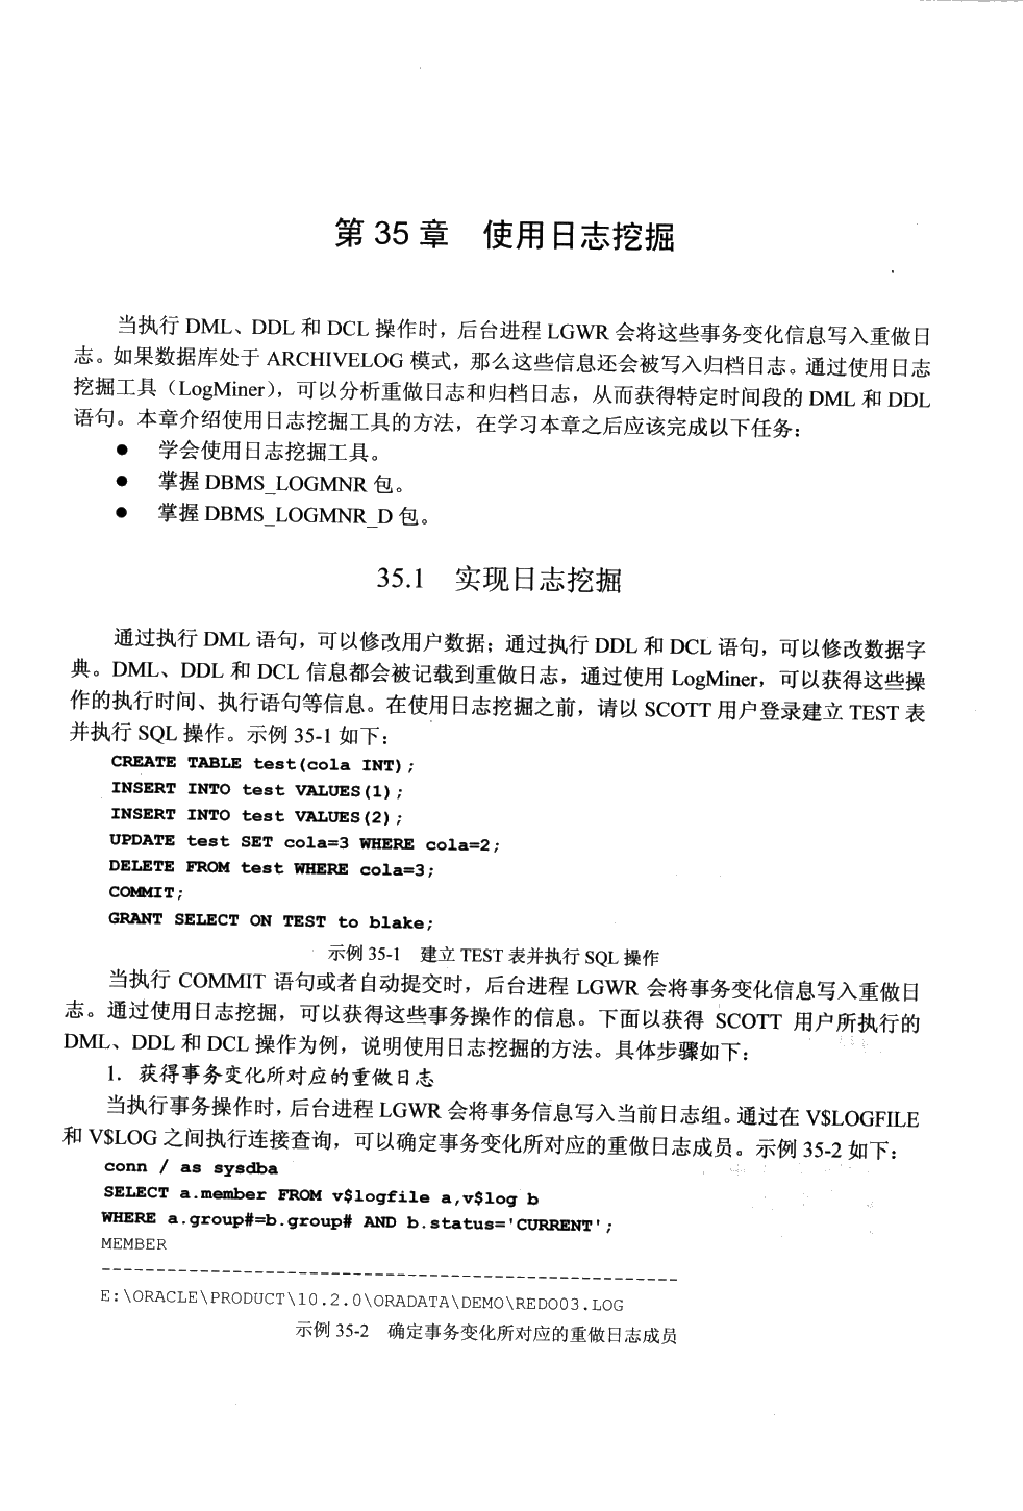 第 35 章 使用日志挖掘
当执行 DML、DDL 和 DCL 操作时，后台进程 LGWR 会将这些事务变化信息写入重做日
志。如果数据库处于 ARCHIVELOG 模式，那么这些信息还会被写入归档日志。通过使用日志
挖掘工具（LogMiner），可以分析重做日志和归档日志，从而获得特定时间段的 DML 和 DDL
语句。本章介绍使用日志挖掘工具的方法，在学习本章之后应该完成以下任务：
● 学会使用日志挖掘工具。
● 掌握 DBMS_LOGMNR 包。
● 掌握 DBMS_LOGMNR_D 包。
35.1 实现日志挖掘
通过执行 DML 语句，可以修改用户数据；通过执行 DDL 和 DCL 语句，可以修改数据字
典。DML、DDL 和 DCL 信息都会被记载到重做日志，通过使用 LogMiner，可以获得这些操
作的执行时间、执行语句等信息。在使用日志挖掘之前，请以 SCOTT 用户登录建立 TEST 表
并执行 SQL 操作。示例 35-1 如下：
CREATE TABLE test(cola INT);
INSERT INTO test VALUES(1);
INSERT INTO test VALUES(2);
UPDATE test SET cola=3 WHERE cola=2;
DELETE FROM test WHERE cola=3;
COMMIT;
GRANT SELECT ON TEST to blake;
示例 35-1 建立 TEST 表并执行 SQL 操作
当执行 COMMIT 语句或者自动提交时，后台进程 LGWR 会将事务变化信息写入重做日
志。通过使用日志挖掘，可以获得这些事务操作的信息。下面以获得 SCOTT 用户所执行的
DML、DDL 和 DCL 操作为例，说明使用日志挖掘的方法。具体步骤如下：
1．获得事务变化所对应的重做日志
当执行事务操作时，后台进程 LGWR 会将事务信息写入当前日志组。通过在 V$LOGFILE
和 V$LOG 之间执行连接查询，可以确定事务变化所对应的重做日志成员。示例 35-2 如下：
conn / as sysdba
SELECT a.member FROM v$logfile a,v$log b
WHERE a.group#=b.group# AND b.status='CURRENT';
MEMBER
-----------------------------------------------------
E:\ORACLE\PRODUCT\10.2.0\ORADATA\DEMO\REDO03.LOG
示例 35-2 确定事务变化所对应的重做日志成员